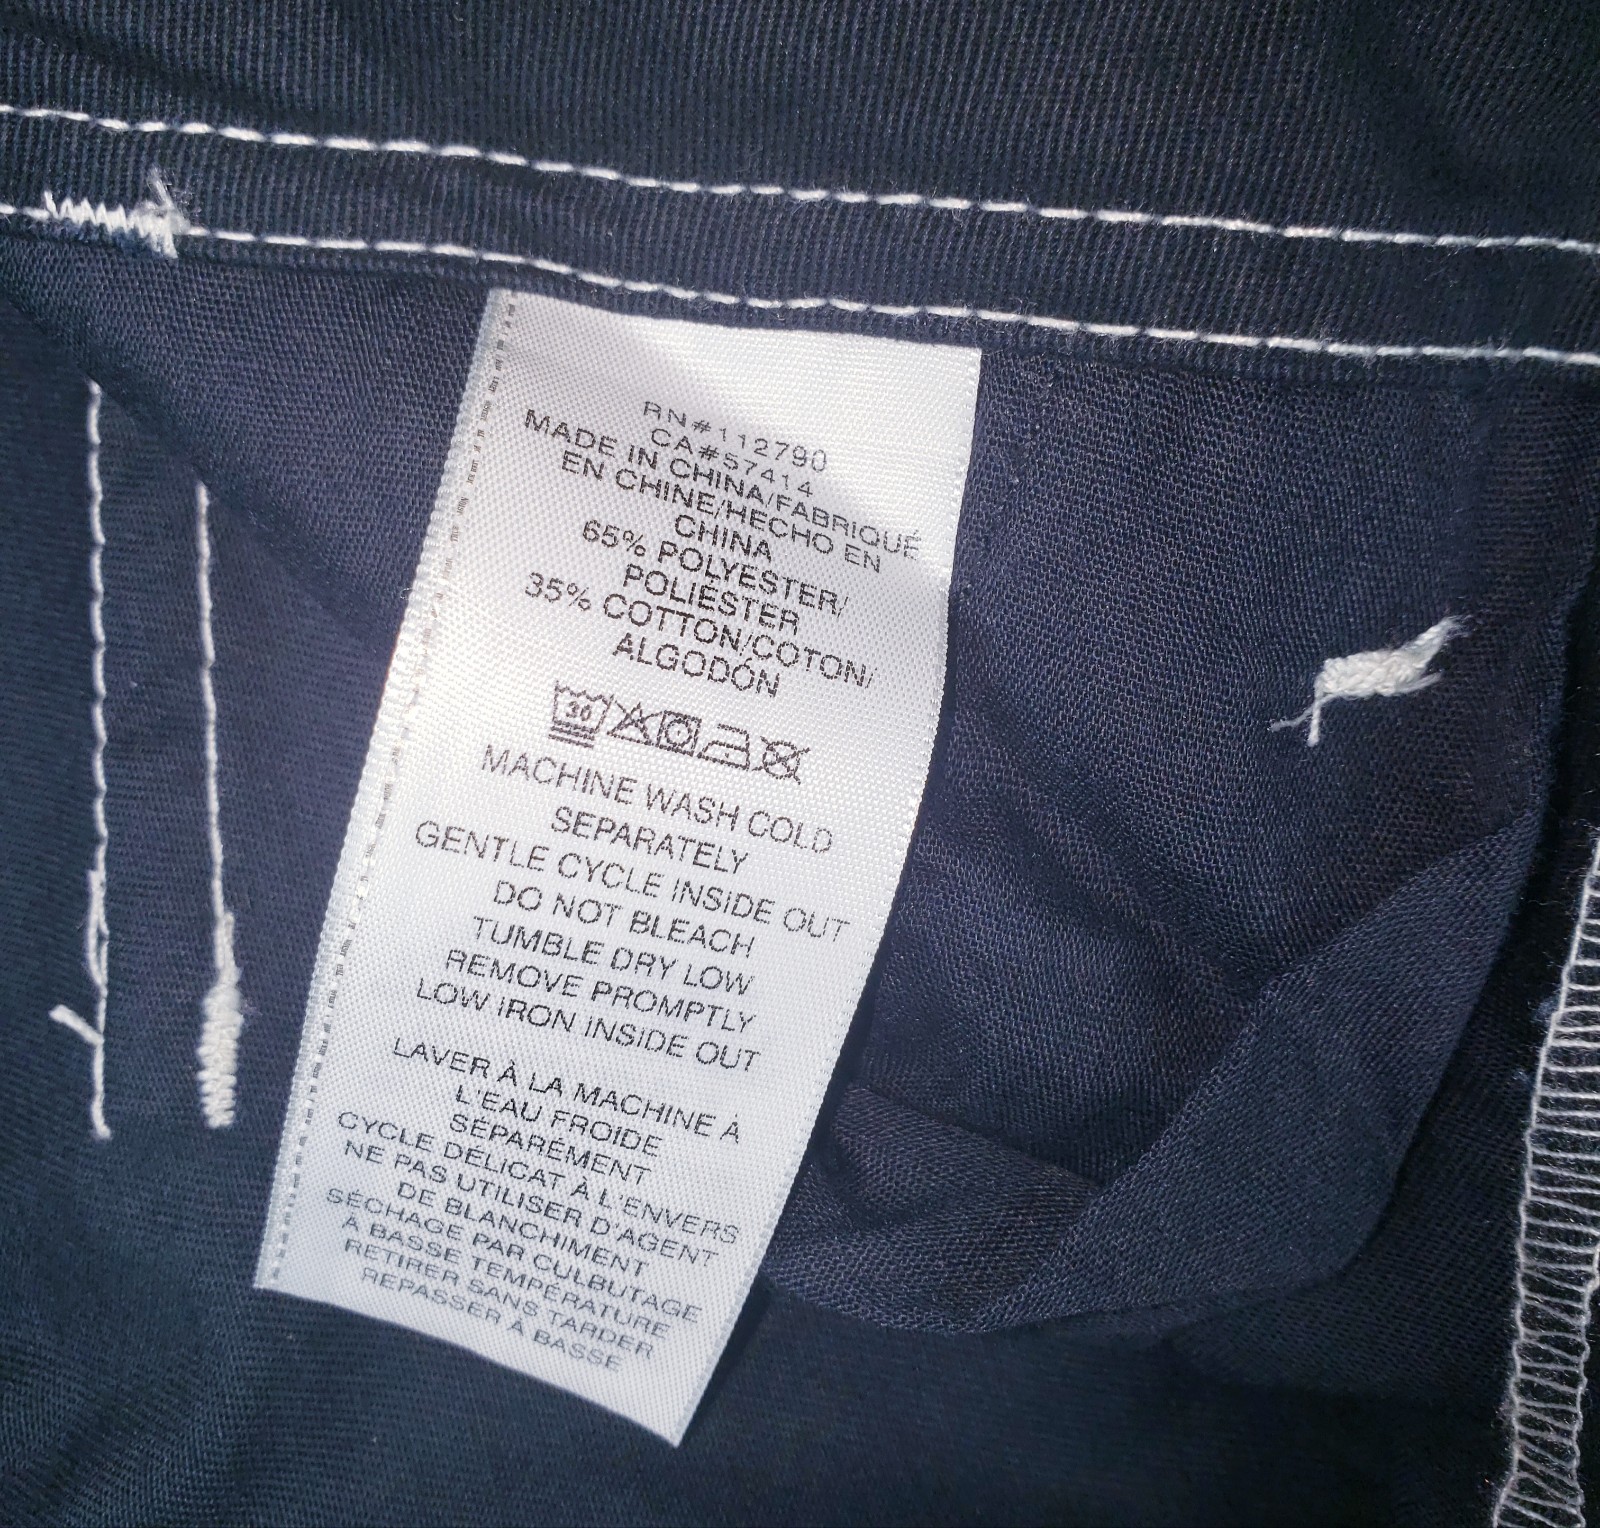 RN#112790
CA#57414
MADE IN CHINA/FABRIQUÉ
EN CHINE/HECHO EN
CHINA
65% POLYESTER/
POLIÉSTER
35% COTTON/COTON/
ALGODÓN
30
MACHINE WASH COLD
SEPARATELY
GENTLE CYCLE INSIDE OUT
DO NOT BLEACH
TUMBLE DRY LOW
REMOVE PROMPTLY
LOW IRON INSIDE OUT
LAVER À LA MACHINE À
L'EAU FROIDE
SÉPARÉMENT
CYCLE DÉLICAT À L'ENVERS
NE PAS UTILISER D'AGENT
DE BLANCHIMENT
SÉCHAGE PAR CULBUTAGE
À BASSE TEMPÉRATURE
RETIRER SANS TARDER
REPASSER À BASSE